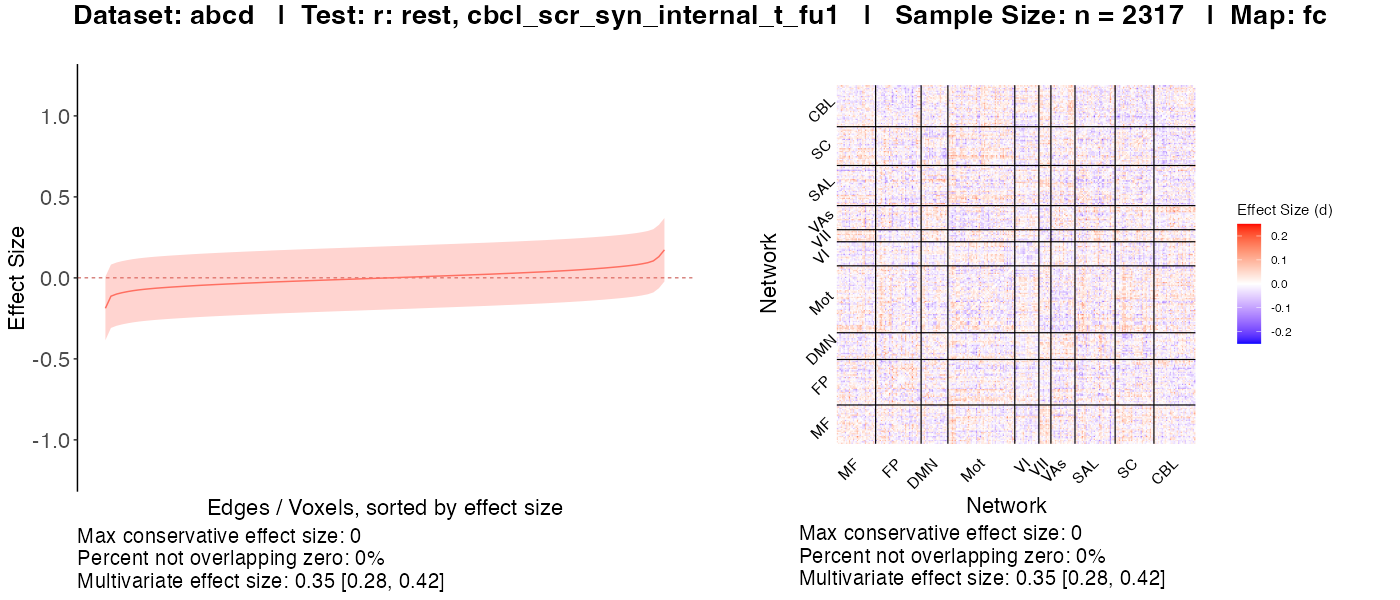 Dataset: abcd | Test: r: rest, cbcl_scr_syn_internal_t_fu1 | Sample Size: n = 2317 | Map: fc
Effect Size
1.0
0.5
0.0
-0.5
-1.0
Edges / Voxels, sorted by effect size
Max conservative effect size: 0
Percent not overlapping zero: 0%
Multivariate effect size: 0.35 [0.28, 0.42]
Network
CBL
SC
SAL
VAs
VII
VI
Mot
DMN
FP
MF
MF
FP
DMN
Mot
VI
VII
VAs
SAL
SC
CBL
Network
Max conservative effect size: 0
Percent not overlapping zero: 0%
Multivariate effect size: 0.35 [0.28, 0.42]
Effect Size (d)
0.2
0.1
0.0
-0.1
-0.2